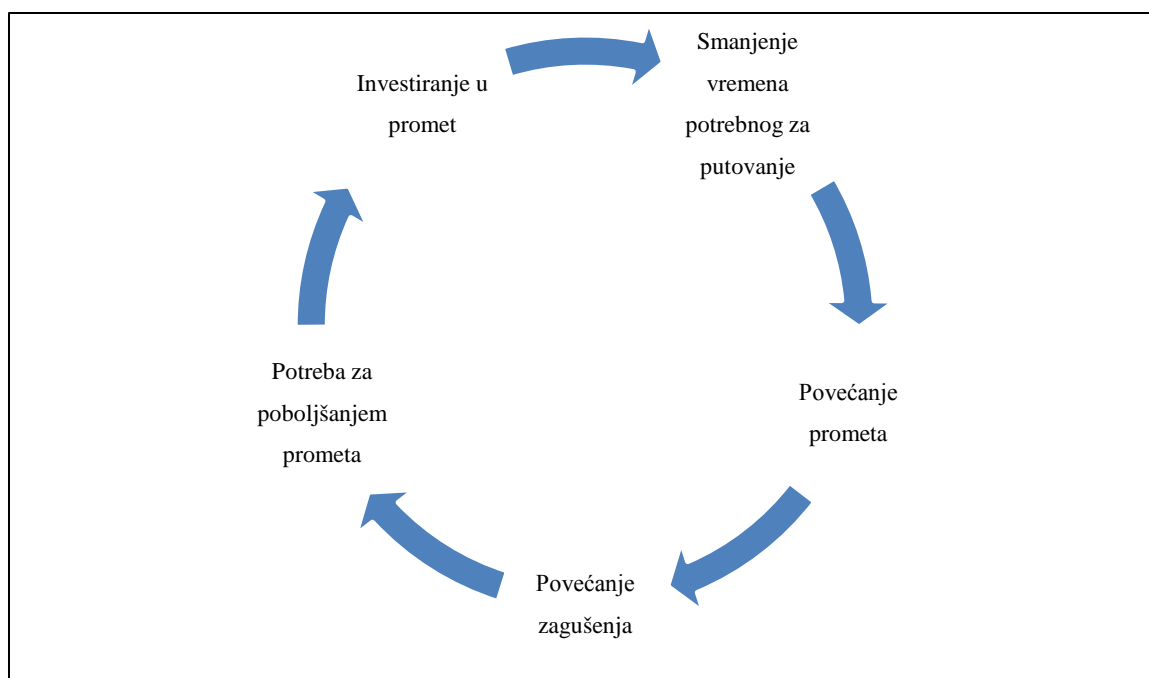 Investiranje u
promet
Smanjenje
vremena
potrebnog za
putovanje
Povećanje
prometa
Povećanje
zagušenja
Potreba za
poboljšanjem
prometa